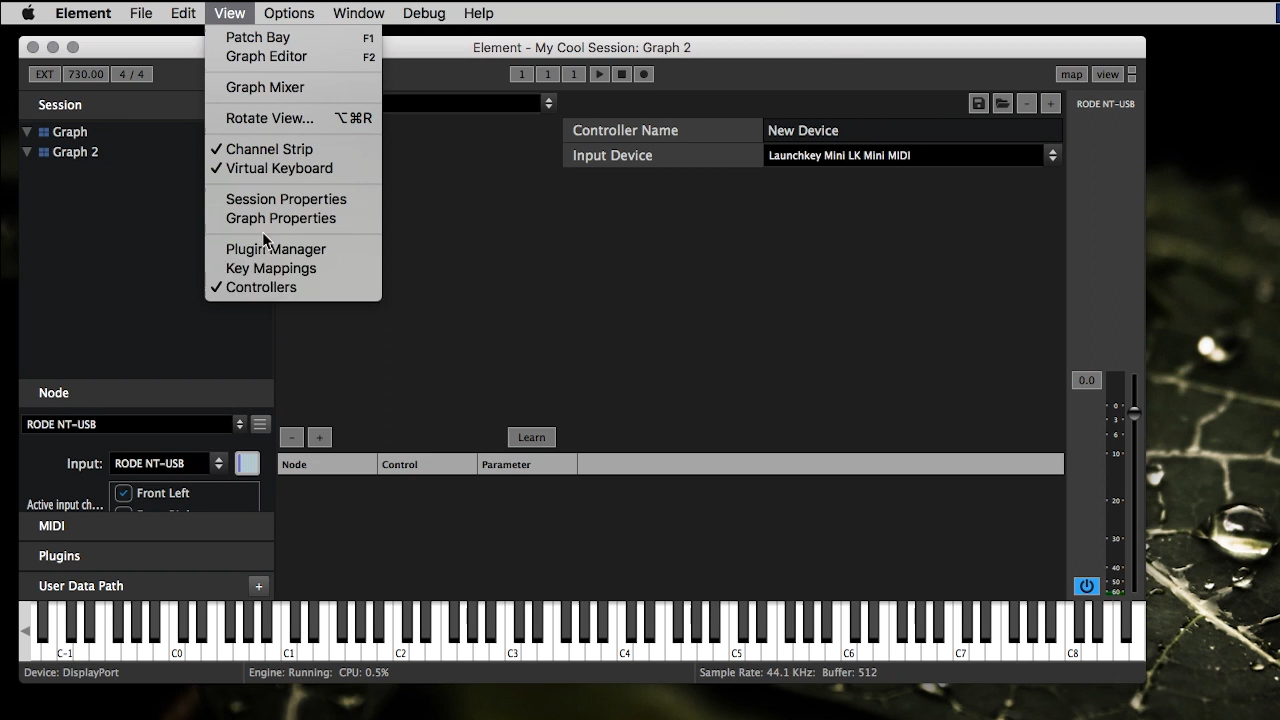 Element File Edit View Options Window Debug Help
Element - My Cool Session: Graph 2
EXT 730.00 4 / 4
1 1 1
map view
Patch Bay F1
Graph Editor F2
Graph Mixer
Rotate View... ⌥⌘R
Channel Strip
Virtual Keyboard
Session Properties
Graph Properties
Plugin Manager
Key Mappings
Controllers
Session
Graph
Graph 2
- +
RODE NT-USB
Controller Name New Device
Input Device Launchkey Mini LK Mini MIDI
Node
RODE NT-USB
Input: RODE NT-USB
Active input ch... Front Left
MIDI
Plugins
User Data Path +
- + Learn
Node Control Parameter
0.0
0
3
6
10
20
30
40
50
60
C-1 C0 C1 C2 C3 C4 C5 C6 C7 C8
Device: DisplayPort Engine: Running: CPU: 0.5% Sample Rate: 44.1 KHz: Buffer: 512